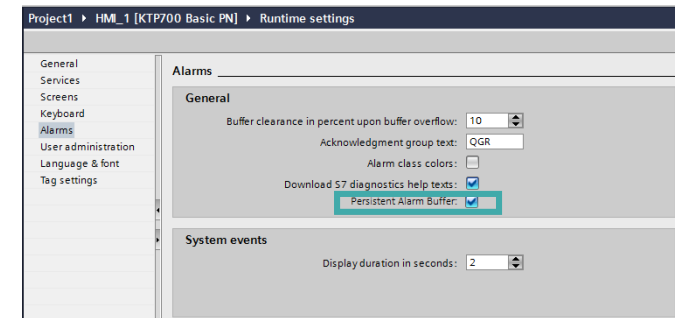 Project1 ▸ HMI_1 [KTP700 Basic PN] ▸ Runtime settings
General
Services
Screens
Keyboard
Alarms
User administration
Language & font
Tag settings
Alarms
General
Buffer clearance in percent upon buffer overflow: 10
Acknowledgment group text: QGR
Alarm class colors:
Download S7 diagnostics help texts:
Persistent Alarm Buffer:
System events
Display duration in seconds: 2